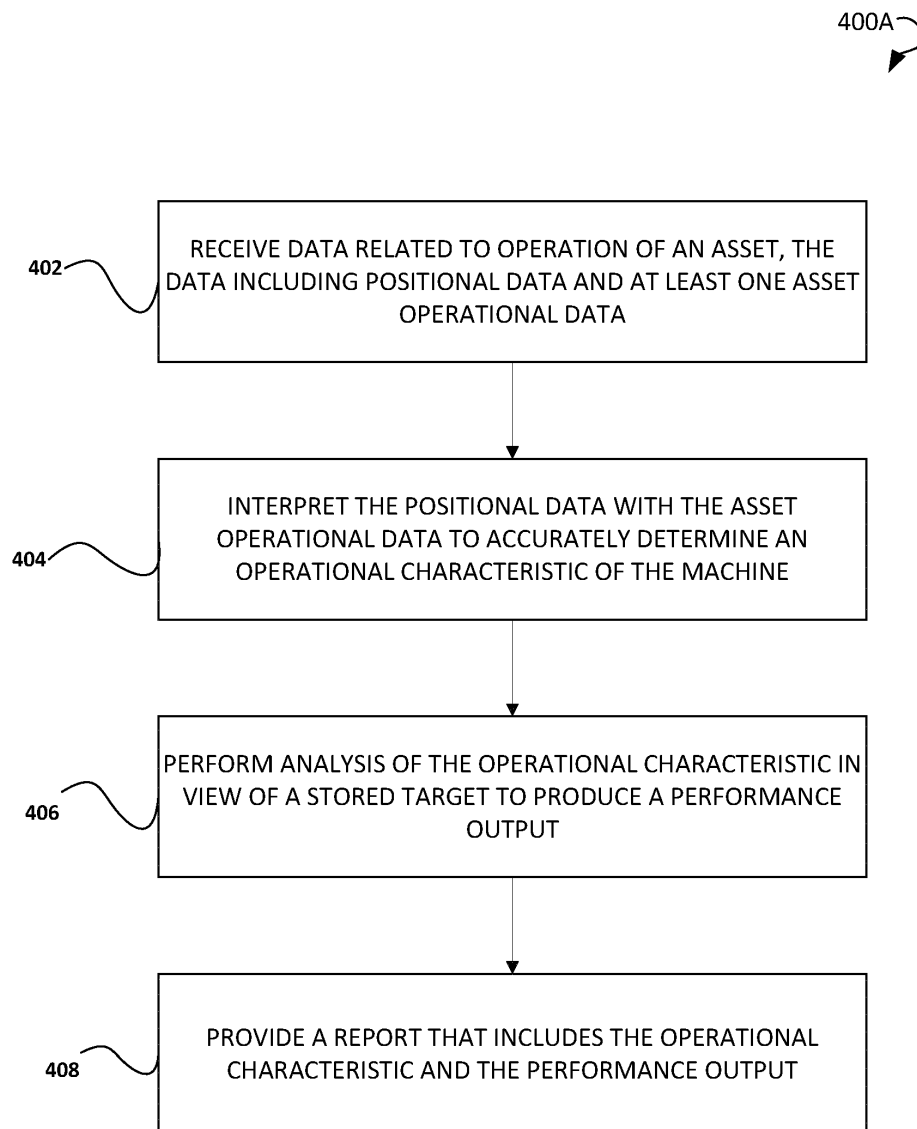 400A
402
RECEIVE DATA RELATED TO OPERATION OF AN ASSET, THE
DATA INCLUDING POSITIONAL DATA AND AT LEAST ONE ASSET
OPERATIONAL DATA
404
INTERPRET THE POSITIONAL DATA WITH THE ASSET
OPERATIONAL DATA TO ACCURATELY DETERMINE AN
OPERATIONAL CHARACTERISTIC OF THE MACHINE
406
PERFORM ANALYSIS OF THE OPERATIONAL CHARACTERISTIC IN
VIEW OF A STORED TARGET TO PRODUCE A PERFORMANCE
OUTPUT
408
PROVIDE A REPORT THAT INCLUDES THE OPERATIONAL
CHARACTERISTIC AND THE PERFORMANCE OUTPUT